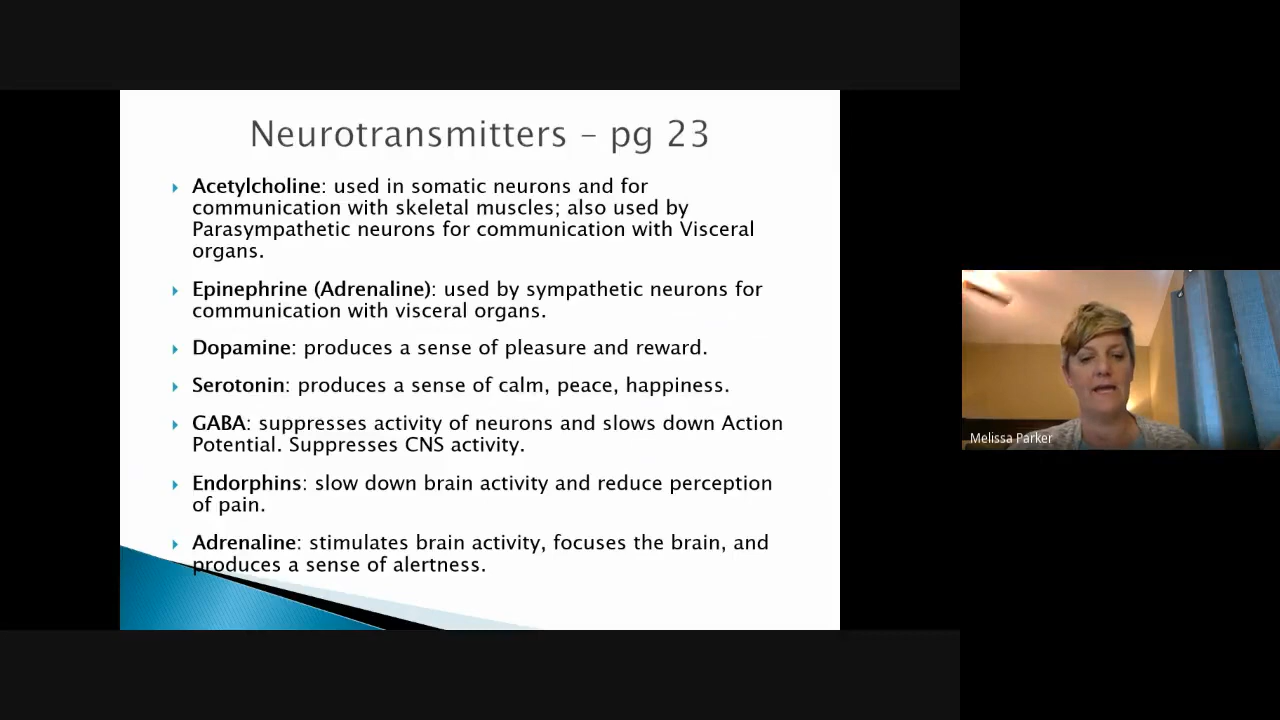 Neurotransmitters – pg 23
Acetylcholine: used in somatic neurons and for
communication with skeletal muscles; also used by
Parasympathetic neurons for communication with Visceral
organs.
Epinephrine (Adrenaline): used by sympathetic neurons for
communication with visceral organs.
Dopamine: produces a sense of pleasure and reward.
Serotonin: produces a sense of calm, peace, happiness.
GABA: suppresses activity of neurons and slows down Action
Potential. Suppresses CNS activity.
Endorphins: slow down brain activity and reduce perception
of pain.
Adrenaline: stimulates brain activity, focuses the brain, and
produces a sense of alertness.
Melissa Parker